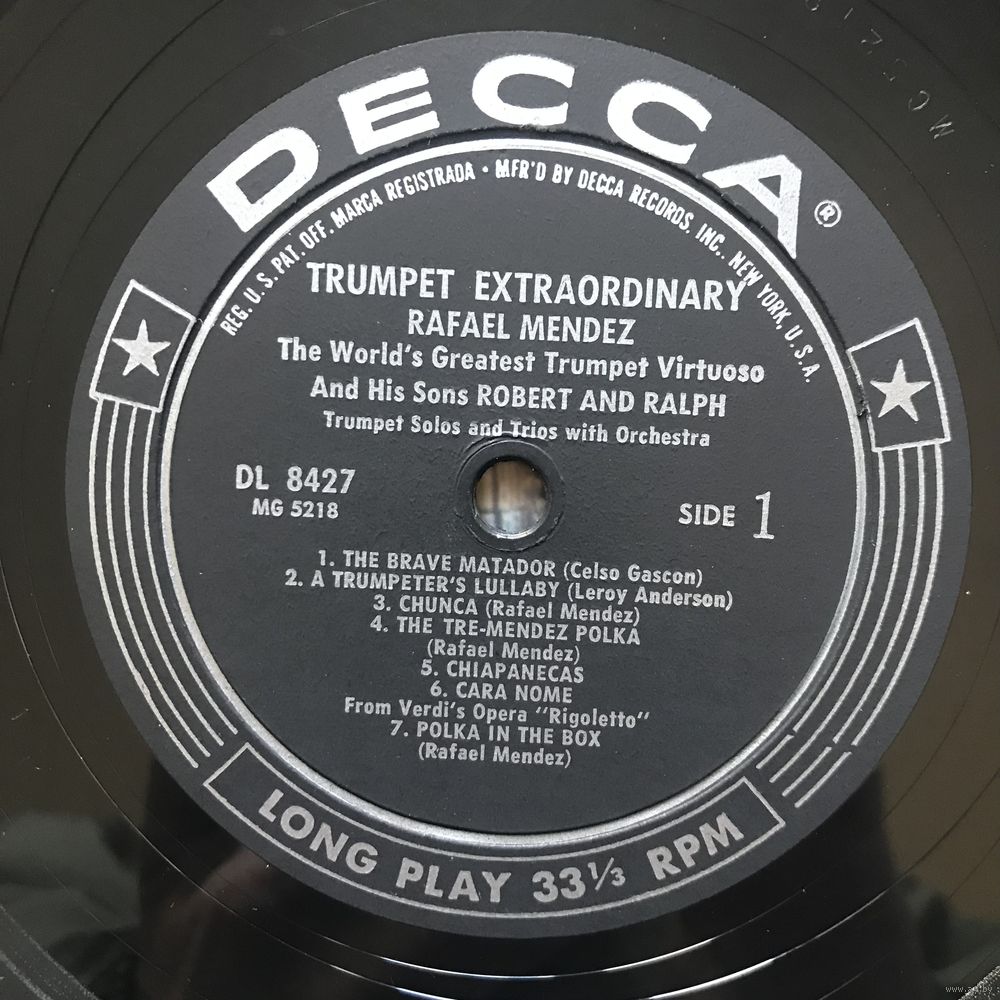 DECCA®
REG. U.S. PAT. OFF. MARCA REGISTRADA • MFR'D BY DECCA RECORDS, INC., NEW YORK, U.S.A.
TRUMPET EXTRAORDINARY
RAFAEL MENDEZ
The World's Greatest Trumpet Virtuoso
And His Sons ROBERT AND RALPH
Trumpet Solos and Trios with Orchestra
DL 8427
MG 5218
SIDE 1
1. THE BRAVE MATADOR (Celso Gascon)
2. A TRUMPETER'S LULLABY (Leroy Anderson)
3. CHUNCA (Rafael Mendez)
4. THE TRE-MENDEZ POLKA
(Rafael Mendez)
5. CHIAPANECAS
6. CARA NOME
From Verdi's Opera "Rigoletto"
7. POLKA IN THE BOX
(Rafael Mendez)
LONG PLAY 33⅓ RPM